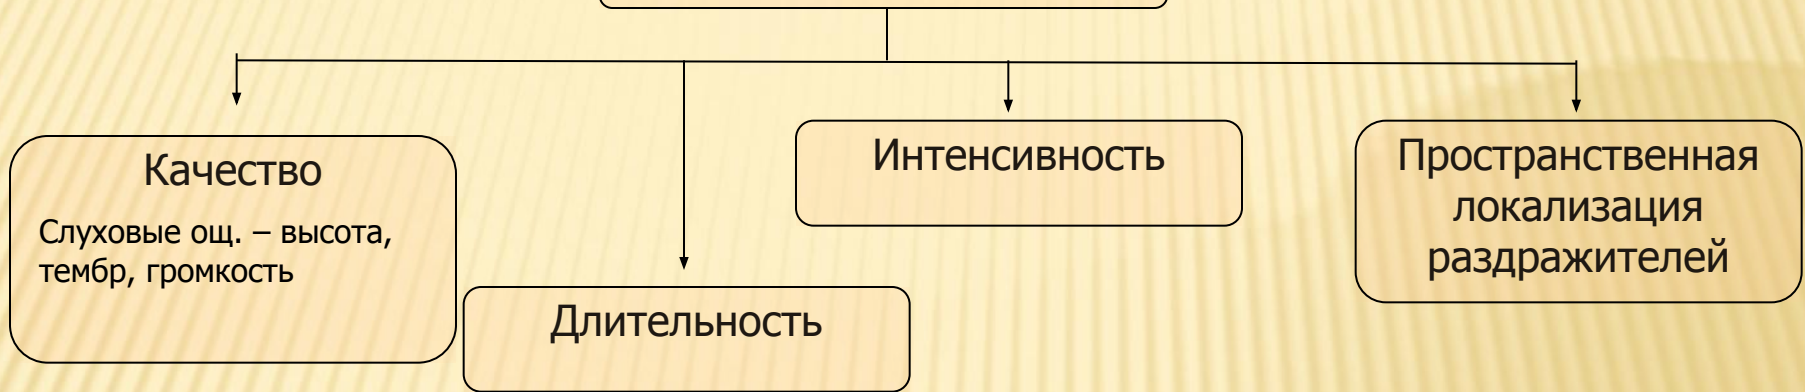 Качество
Слуховые ощ. – высота,
тембр, громкость
Длительность
Интенсивность
Пространственная
локализация
раздражителей